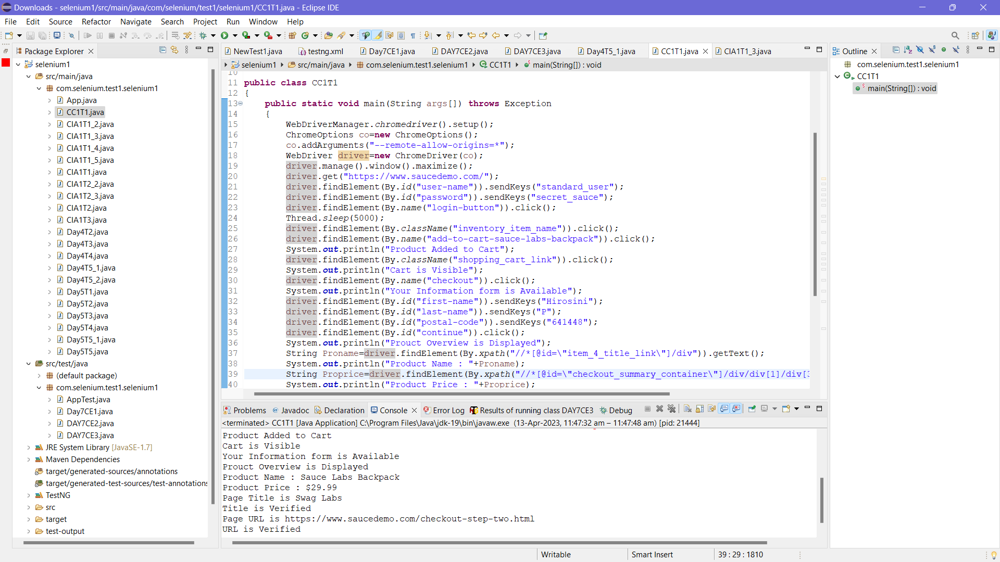 Downloads - selenium1/src/main/java/com/selenium/test1/selenium1/CC1T1.java - Eclipse IDE
File Edit Source Refactor Navigate Search Project Run Window Help
Package Explorer
selenium1
src/main/java
com.selenium.test1.selenium1
App.java
CC1T1.java
CIA1T1_2.java
CIA1T1_3.java
CIA1T1_4.java
CIA1T1_5.java
CIA1T1.java
CIA1T2_2.java
CIA1T2_3.java
CIA1T2.java
CIA1T3.java
Day4T2.java
Day4T3.java
Day4T4.java
Day4T5_1.java
Day4T5_2.java
Day5T1.java
Day5T2.java
Day5T3.java
Day5T4.java
Day5T5_1.java
Day5T5.java
src/test/java
(default package)
com.selenium.test1.selenium1
AppTest.java
Day7CE1.java
DAY7CE2.java
DAY7CE3.java
JRE System Library [JavaSE-1.7]
Maven Dependencies
target/generated-sources/annotations
target/generated-test-sources/test-annotations
TestNG
src
target
test-output
NewTest1.java testng.xml Day7CE1.java DAY7CE2.java DAY7CE3.java Day4T5_1.java CC1T1.java CIA1T1_3.java
selenium1 src/main/java com.selenium.test1.selenium1 CC1T1 main(String[]) : void
10
11 public class CC1T1
12 {
13 public static void main(String args[]) throws Exception
14 {
15 WebDriverManager.chromedriver().setup();
16 ChromeOptions co=new ChromeOptions();
17 co.addArguments("--remote-allow-origins=*");
18 WebDriver driver=new ChromeDriver(co);
19 driver.manage().window().maximize();
20 driver.get("https://www.saucedemo.com/");
21 driver.findElement(By.id("user-name")).sendKeys("standard_user");
22 driver.findElement(By.id("password")).sendKeys("secret_sauce");
23 driver.findElement(By.name("login-button")).click();
24 Thread.sleep(5000);
25 driver.findElement(By.className("inventory_item_name")).click();
26 driver.findElement(By.name("add-to-cart-sauce-labs-backpack")).click();
27 System.out.println("Product Added to Cart");
28 driver.findElement(By.className("shopping_cart_link")).click();
29 System.out.println("Cart is Visible");
30 driver.findElement(By.name("checkout")).click();
31 System.out.println("Your Information form is Available");
32 driver.findElement(By.id("first-name")).sendKeys("Hirosini");
33 driver.findElement(By.id("last-name")).sendKeys("P");
34 driver.findElement(By.id("postal-code")).sendKeys("641448");
35 driver.findElement(By.id("continue")).click();
36 System.out.println("Prouct Overview is Displayed");
37 String Proname=driver.findElement(By.xpath("//*[@id=\"item_4_title_link\"]/div")).getText();
38 System.out.println("Product Name : "+Proname);
39 String Proprice=driver.findElement(By.xpath("//*[@id=\"checkout_summary_container\"]/div/div[1]/div[3
40 System.out.println("Product Price : "+Proprice);
Outline
com.selenium.test1.selenium1
CC1T1
main(String[]) : void
Problems @ Javadoc Declaration Console Error Log Results of running class DAY7CE3 Debug
<terminated> CC1T1 [Java Application] C:\Program Files\Java\jdk-19\bin\javaw.exe (13-Apr-2023, 11:47:32 am – 11:47:48 am) [pid: 21444]
Product Added to Cart
Cart is Visible
Your Information form is Available
Prouct Overview is Displayed
Product Name : Sauce Labs Backpack
Product Price : $29.99
Page Title is Swag Labs
Title is Verified
Page URL is https://www.saucedemo.com/checkout-step-two.html
URL is Verified
Writable Smart Insert 39 : 29 : 1810